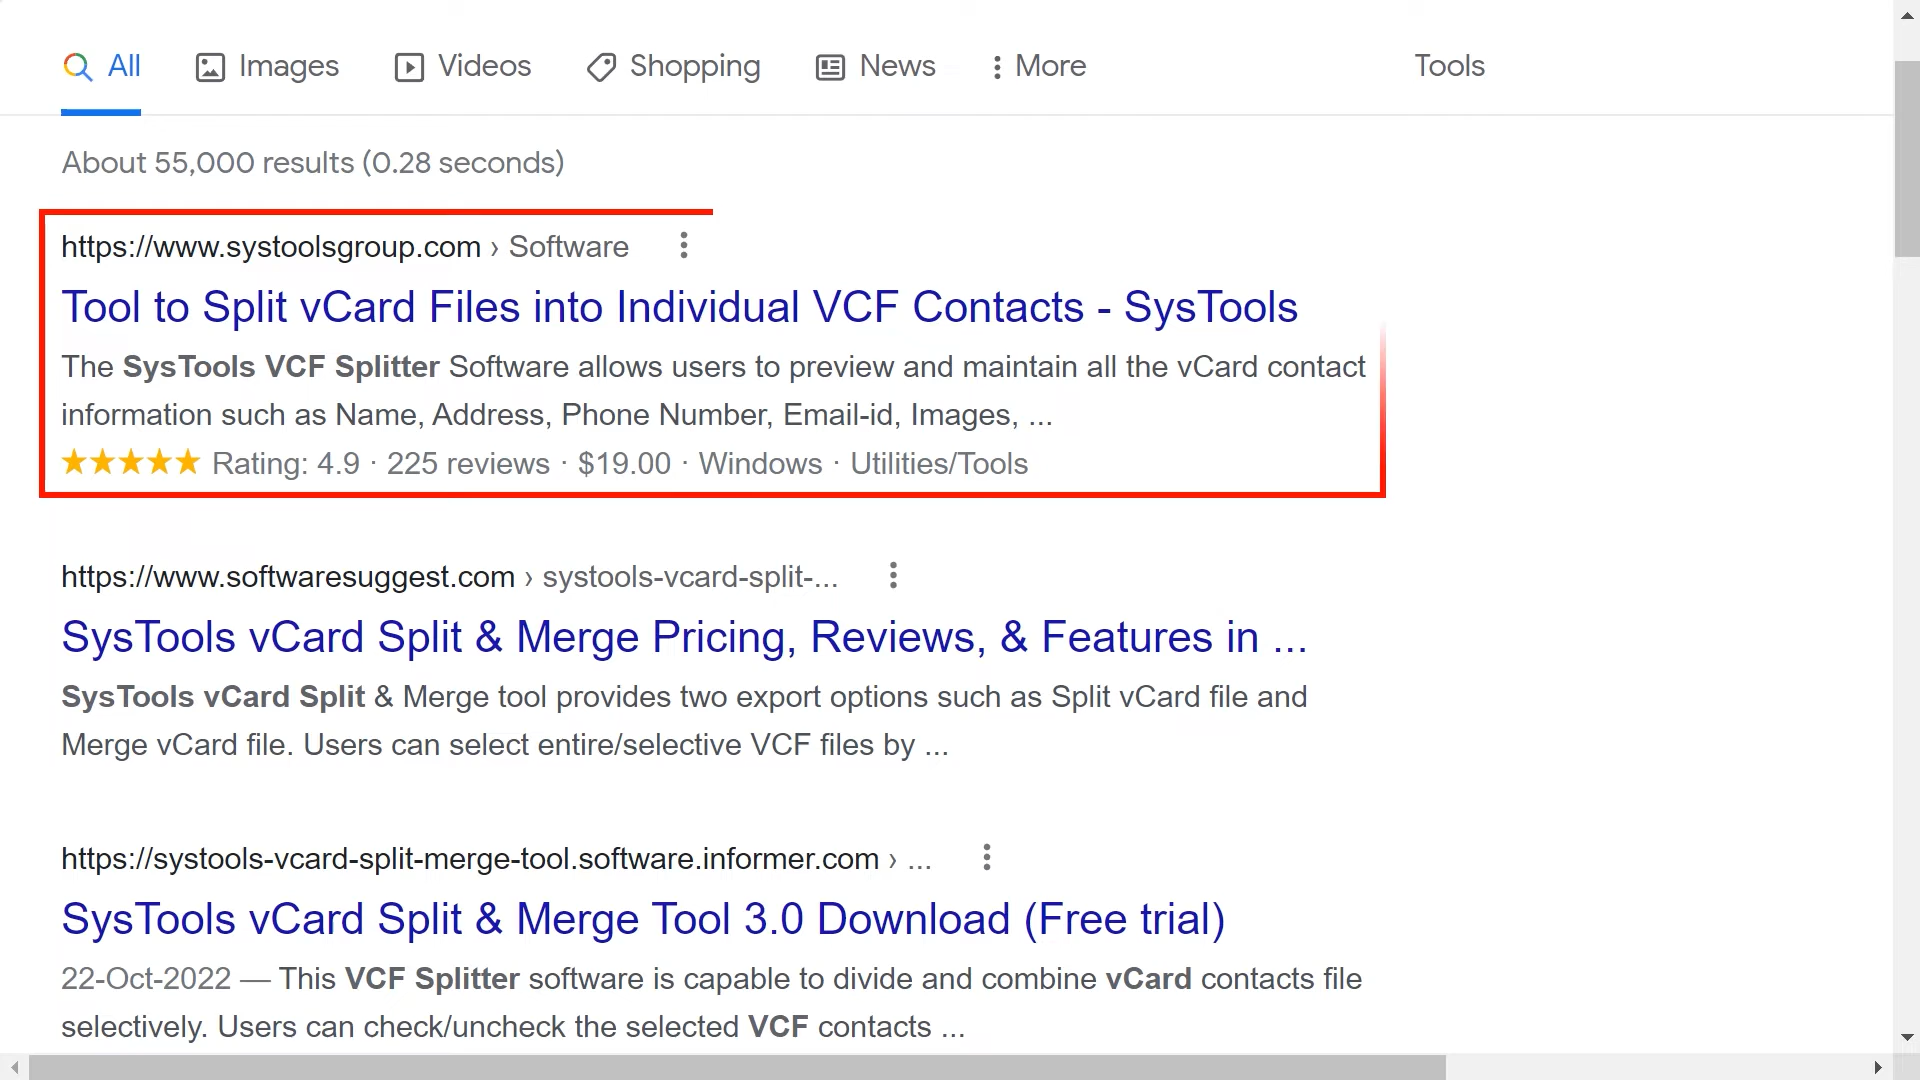 All Images Videos Shopping News More Tools
About 55,000 results (0.28 seconds)
https://www.systoolsgroup.com › Software
Tool to Split vCard Files into Individual VCF Contacts - SysTools
The SysTools VCF Splitter Software allows users to preview and maintain all the vCard contact
information such as Name, Address, Phone Number, Email-id, Images, ...
Rating: 4.9 · 225 reviews · $19.00 · Windows · Utilities/Tools
https://www.softwaresuggest.com › systools-vcard-split-...
SysTools vCard Split & Merge Pricing, Reviews, & Features in ...
SysTools vCard Split & Merge tool provides two export options such as Split vCard file and
Merge vCard file. Users can select entire/selective VCF files by ...
https://systools-vcard-split-merge-tool.software.informer.com › ...
SysTools vCard Split & Merge Tool 3.0 Download (Free trial)
22-Oct-2022 — This VCF Splitter software is capable to divide and combine vCard contacts file
selectively. Users can check/uncheck the selected VCF contacts ...